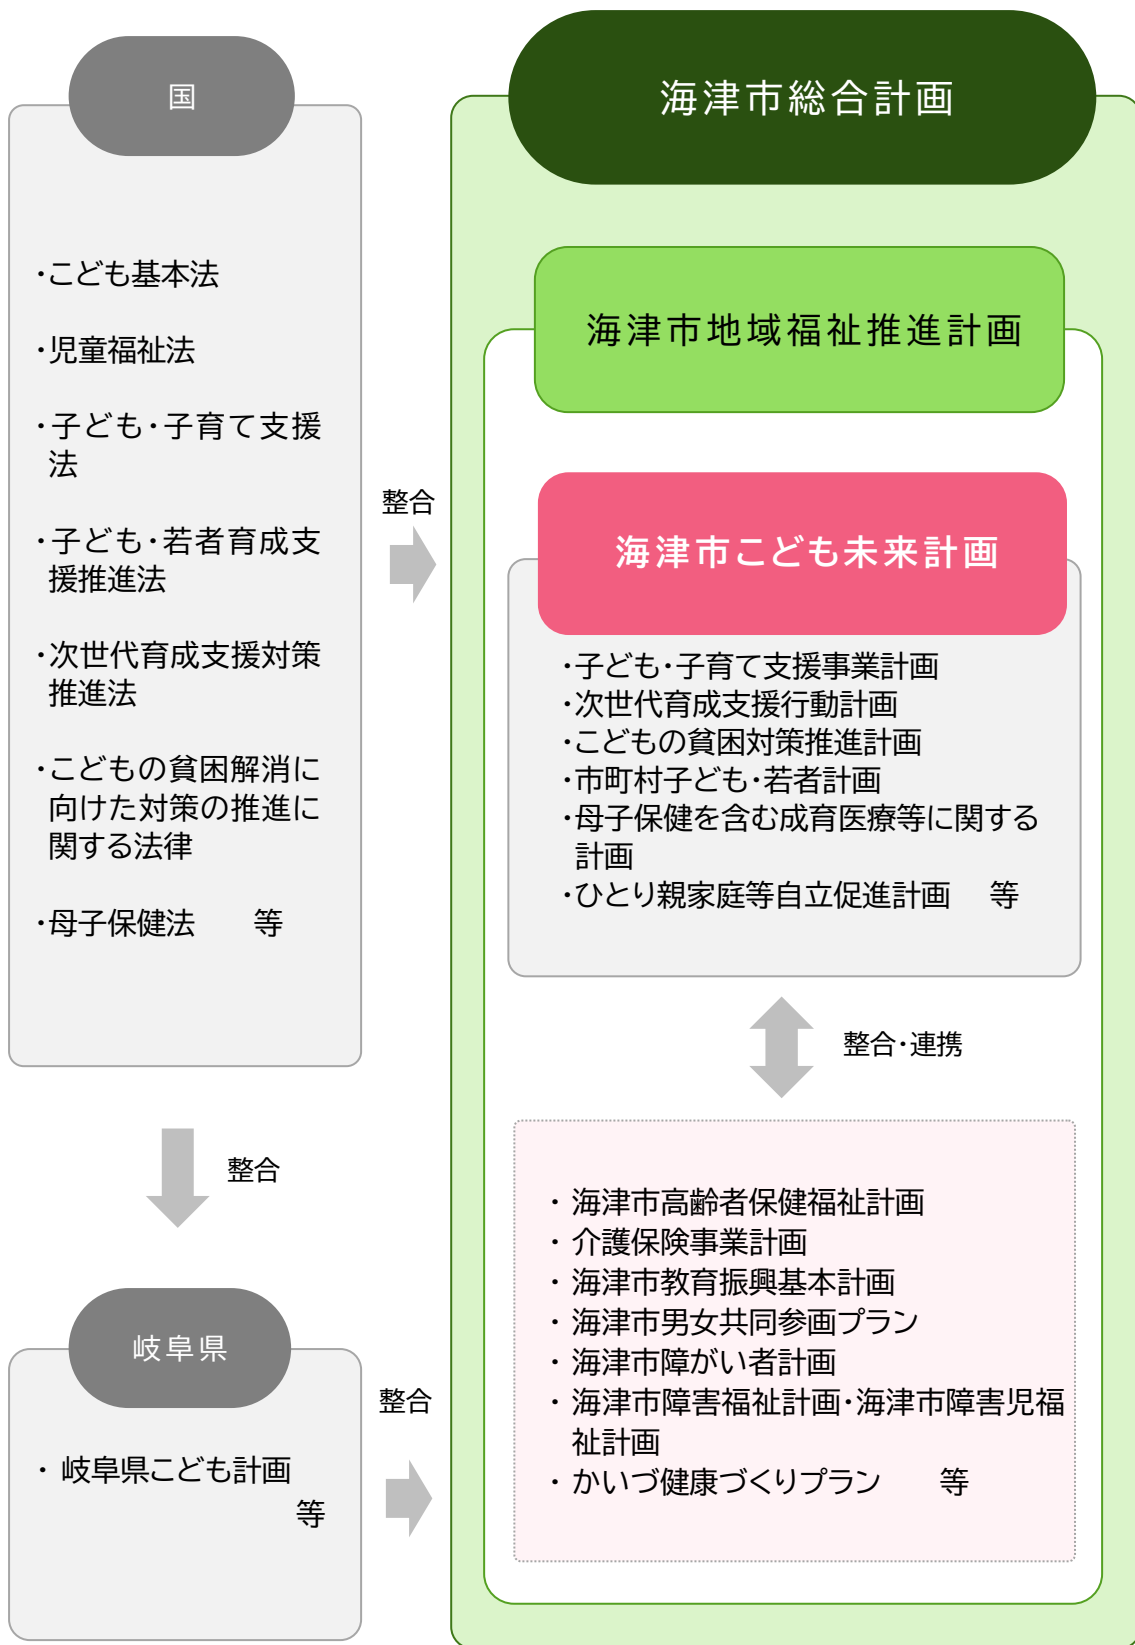 国
・こども基本法
・児童福祉法
・子ども・子育て支援
法
・子ども・若者育成支
援推進法
・次世代育成支援対策
推進法
・こどもの貧困解消に
向けた対策の推進に
関する法律
・母子保健法　　等
整合
整合
岐阜県
・ 岐阜県こども計画
等
整合
海津市総合計画
海津市地域福祉推進計画
海津市こども未来計画
・子ども・子育て支援事業計画
・次世代育成支援行動計画
・こどもの貧困対策推進計画
・市町村子ども・若者計画
・母子保健を含む成育医療等に関する
計画
・ひとり親家庭等自立促進計画　等
整合・連携
・ 海津市高齢者保健福祉計画
・ 介護保険事業計画
・ 海津市教育振興基本計画
・ 海津市男女共同参画プラン
・ 海津市障がい者計画
・ 海津市障害福祉計画・海津市障害児福
祉計画
・ かいづ健康づくりプラン　　等